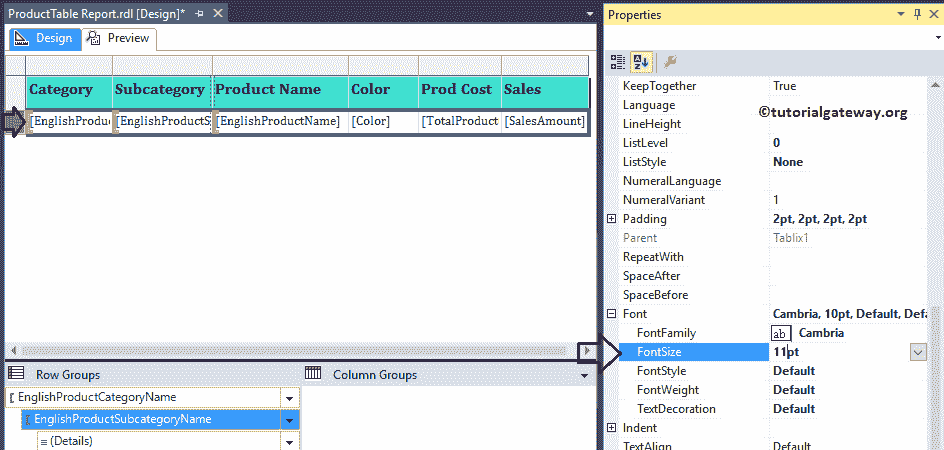 ProductTable Report.rdl [Design]*
Design Preview
Category Subcategory Product Name Color Prod Cost Sales
[EnglishProdu [EnglishProductS [EnglishProductName] [Color] [TotalProduct [SalesAmount]
Row Groups Column Groups
EnglishProductCategoryName
EnglishProductSubcategoryName
(Details)
Properties
KeepTogether True
Language
©tutorialgateway.org
LineHeight
ListLevel 0
ListStyle None
NumeralLanguage
NumeralVariant 1
Padding 2pt, 2pt, 2pt, 2pt
Parent Tablix1
RepeatWith
SpaceAfter
SpaceBefore
Font Cambria, 10pt, Default, Defa
FontFamily ab Cambria
FontSize 11pt
FontStyle Default
FontWeight Default
TextDecoration Default
Indent
TextAlign Default